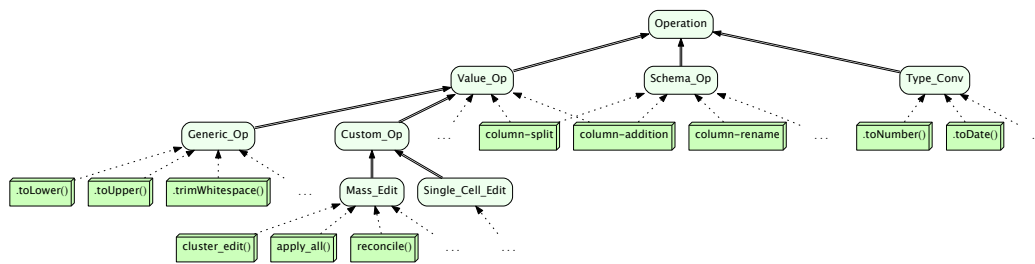 Operation
Value_Op
Schema_Op
Type_Conv
Generic_Op
Custom_Op
...
column-split
column-addition
column-rename
...
.toNumber()
.toDate()
...
.toLower()
.toUpper()
.trimWhitespace()
...
Mass_Edit
Single_Cell_Edit
cluster_edit()
apply_all()
reconcile()
...
...